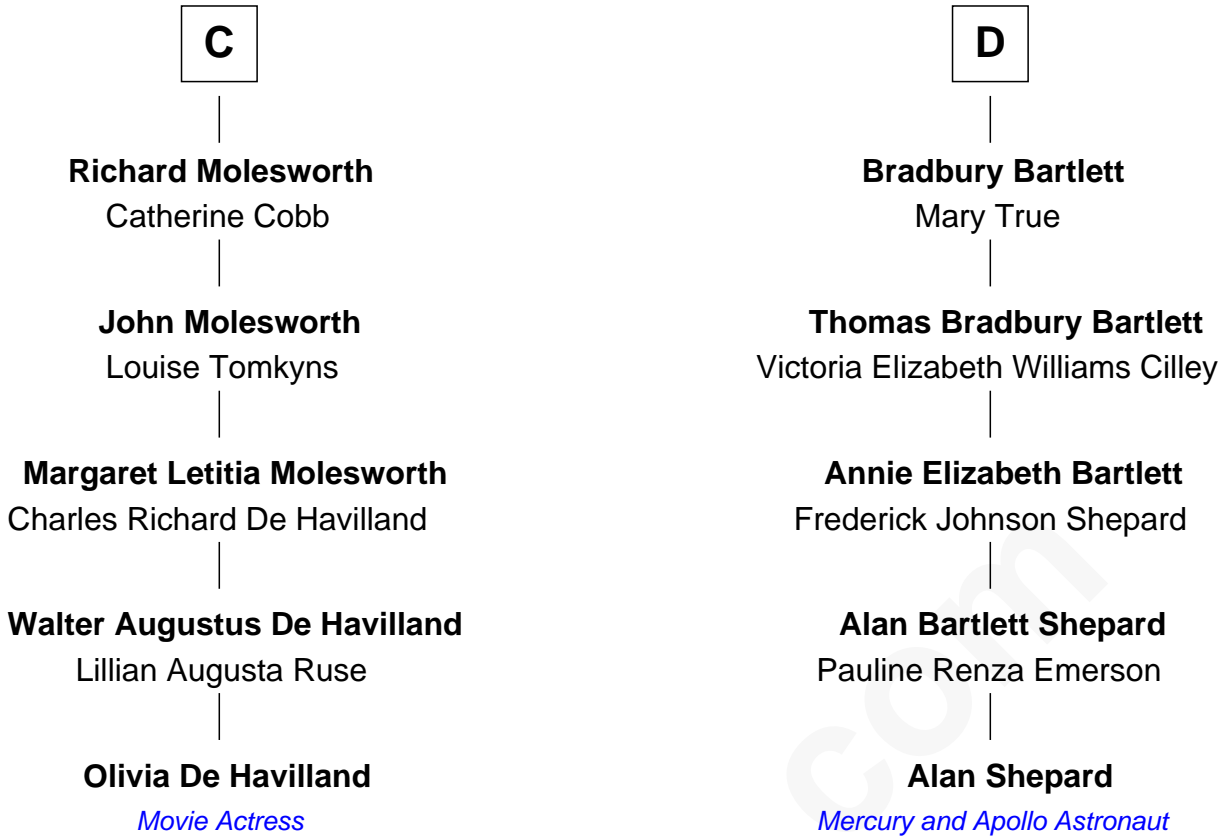 C
Richard Molesworth
Catherine Cobb
John Molesworth
Louise Tomkyns
Margaret Letitia Molesworth
Charles Richard De Havilland
Walter Augustus De Havilland
Lillian Augusta Ruse
Olivia De Havilland
Movie Actress
D
Bradbury Bartlett
Mary True
Thomas Bradbury Bartlett
Victoria Elizabeth Williams Cilley
Annie Elizabeth Bartlett
Frederick Johnson Shepard
Alan Bartlett Shepard
Pauline Renza Emerson
Alan Shepard
Mercury and Apollo Astronaut
com